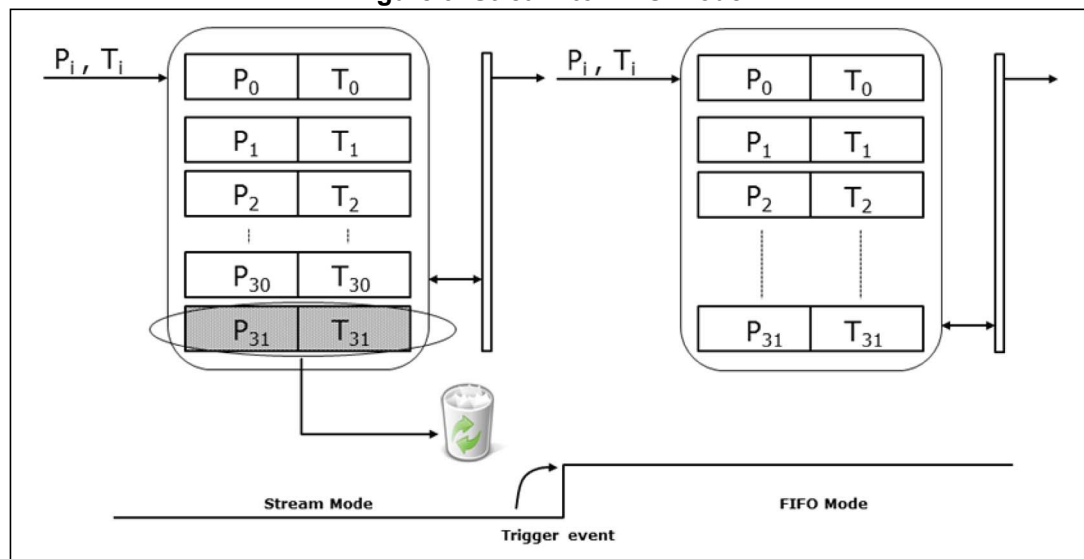 Figure Stream-to-FIFO mode
Pᵢ , Tᵢ
P₀ T₀
P₁ T₁
P₂ T₂
P₃₀ T₃₀
P₃₁ T₃₁
Pᵢ , Tᵢ
P₀ T₀
P₁ T₁
P₂ T₂
P₃₁ T₃₁
Stream Mode
Trigger event
FIFO Mode